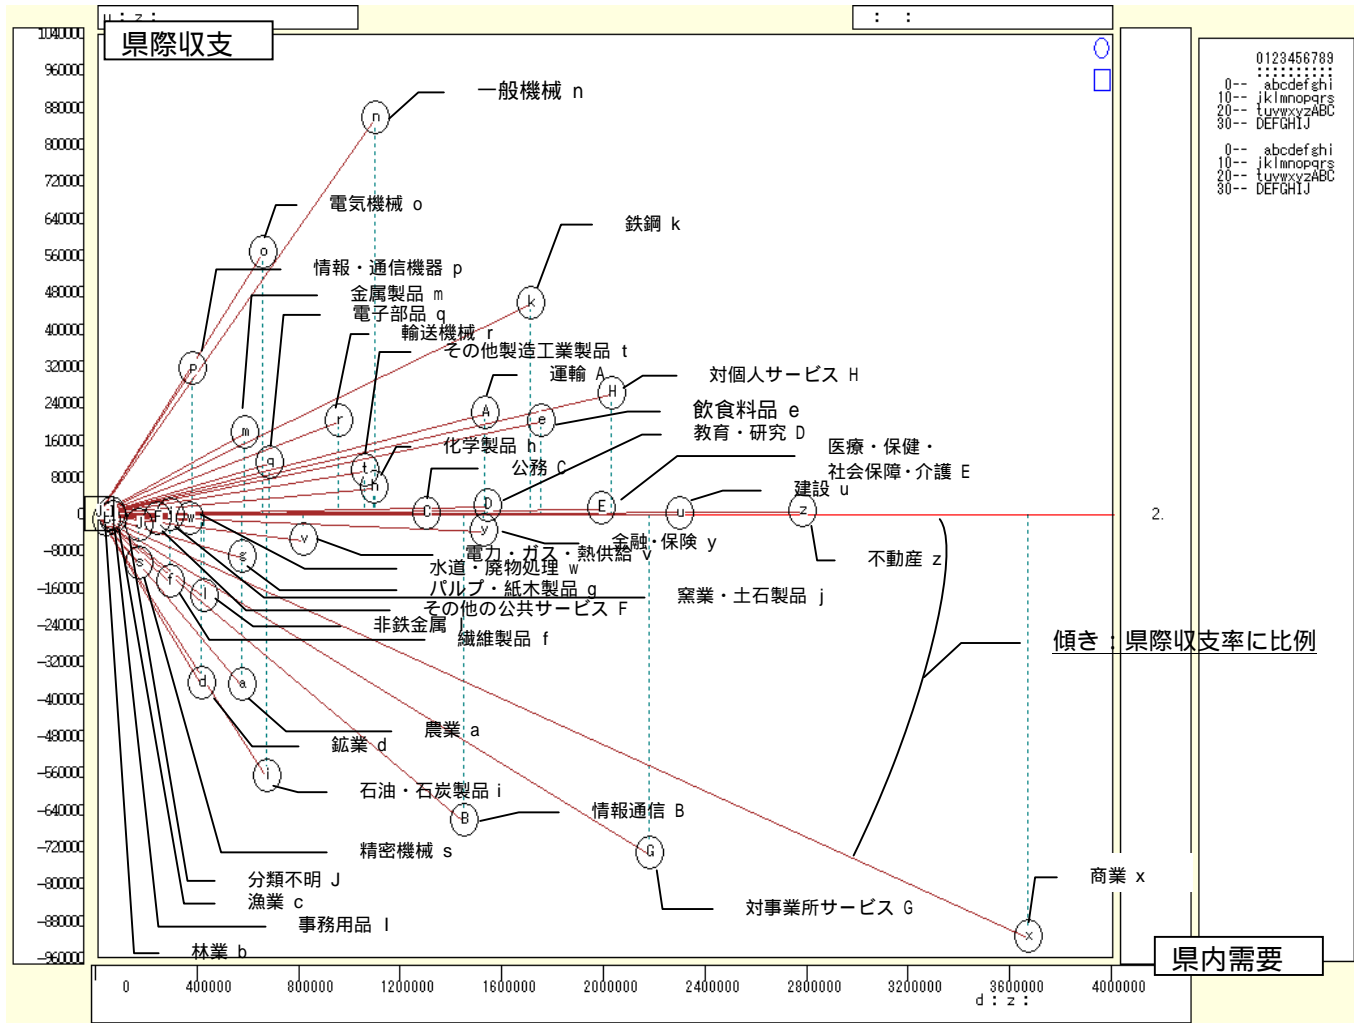 u : z :
: :
県際収支
1040000
960000
880000
800000
720000
640000
560000
480000
400000
320000
240000
160000
80000
0
-80000
-160000
-240000
-320000
-400000
-480000
-560000
-640000
-720000
-800000
-880000
-960000
0123456789
::::::::::
0-- abcdefghi
10-- jklmnopqrs
20-- tuvwxyzABC
30-- DEFGHIJ
0-- abcdefghi
10-- jklmnopqrs
20-- tuvwxyzABC
30-- DEFGHIJ
一般機械 n
電気機械 o
鉄鋼 k
情報・通信機器 p
金属製品 m
電子部品 q
輸送機械 r
その他製造工業製品 t
運輸 A
対個人サービス H
飲食料品 e
教育・研究 D
化学製品 h
公務 C
医療・保健・
社会保障・介護 E
建設 u
金融・保険 y
不動産 z
電力・ガス・熱供給 v
水道・廃物処理 w
パルプ・紙木製品 g
窯業・土石製品 j
その他の公共サービス F
非鉄金属 l
繊維製品 f
傾き：県際収支率に比例
農業 a
鉱業 d
石油・石炭製品 i
情報通信 B
精密機械 s
分類不明 J
漁業 c
事務用品 I
林業 b
対事業所サービス G
商業 x
n
o
k
p
m
q
r
t
h
A
e
H
C
D
E
u
z
w
v
y
g
s
f
l
d
a
i
B
G
x
2.
県内需要
0
400000
800000
1200000
1600000
2000000
2400000
2800000
3200000
3600000
4000000
d : z :